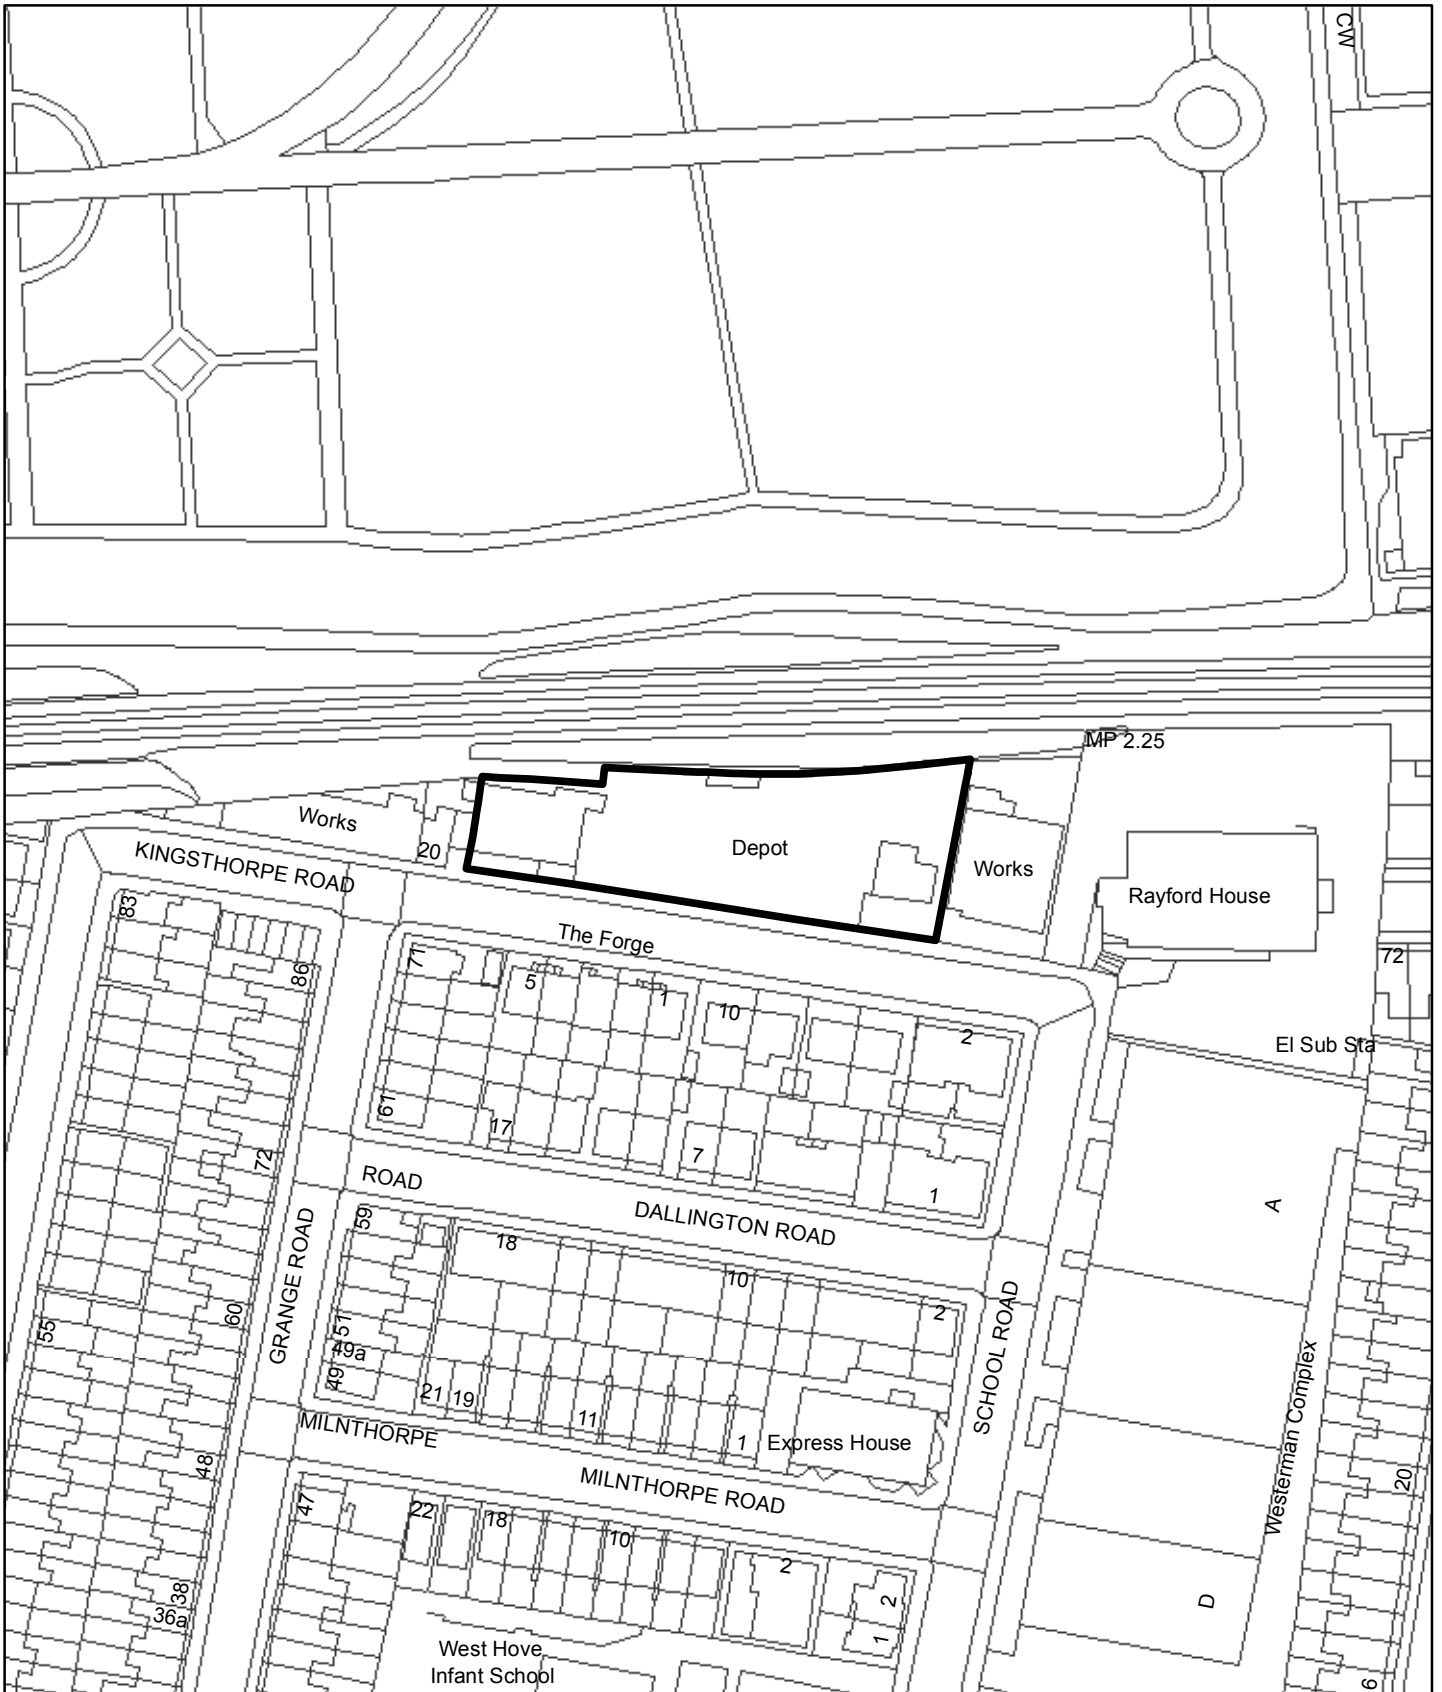 CW
MP 2.25
Works
20
KINGSTHORPE ROAD
Depot
Works
Rayford House
83
The Forge
86
71
5
1
10
2
72
El Sub Sta
61
17
7
1
72
ROAD
DALLINGTON ROAD
A
59
18
10
2
GRANGE ROAD
SCHOOL ROAD
60
55
51
49a
49
21
19
11
1
Express House
MILNTHORPE
MILNTHORPE ROAD
Westerman Complex
48
47
22
18
10
2
20
38
36a
2
1
D
West Hove
Infant School
6